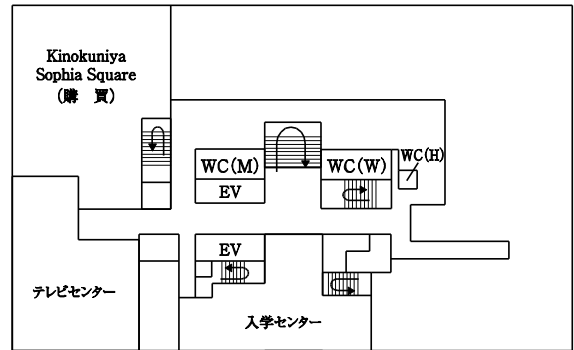 Kinokuniya
Sophia Square
(購　買)
WC(M)
WC(W)
WC(H)
EV
EV
テレビセンター
入学センター